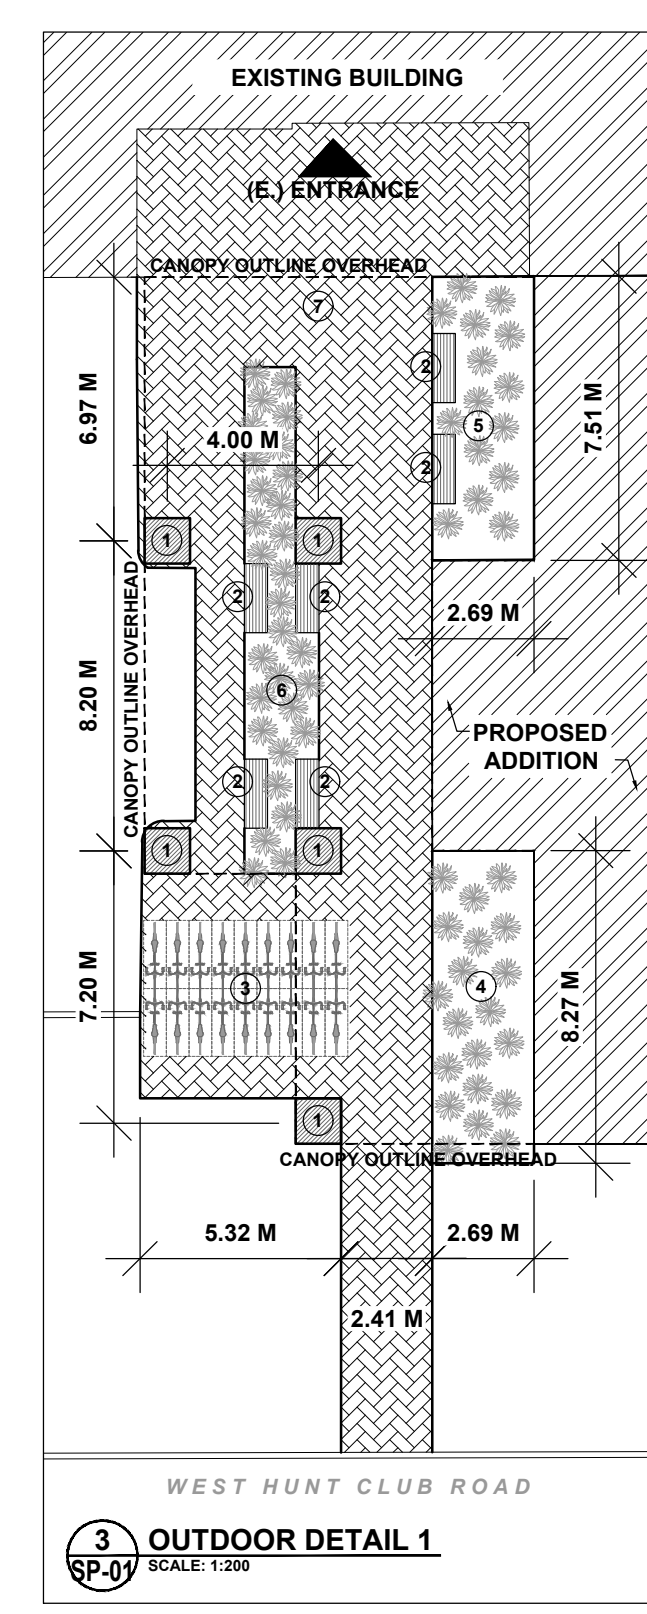 EXISTING BUILDING
(E.) ENTRANCE
CANOPY OUTLINE OVERHEAD
7
2
6.97 M
4.00 M
5
7.51 M
2
1
1
2
2
2.69 M
CANOPY OUTLINE OVERHEAD
8.20 M
6
PROPOSED
ADDITION
2
2
1
1
7.20 M
3
4
8.27 M
1
CANOPY OUTLINE OVERHEAD
5.32 M
2.69 M
2.41 M
WEST HUNT CLUB ROAD
3
SP-01
OUTDOOR DETAIL 1
SCALE: 1:200